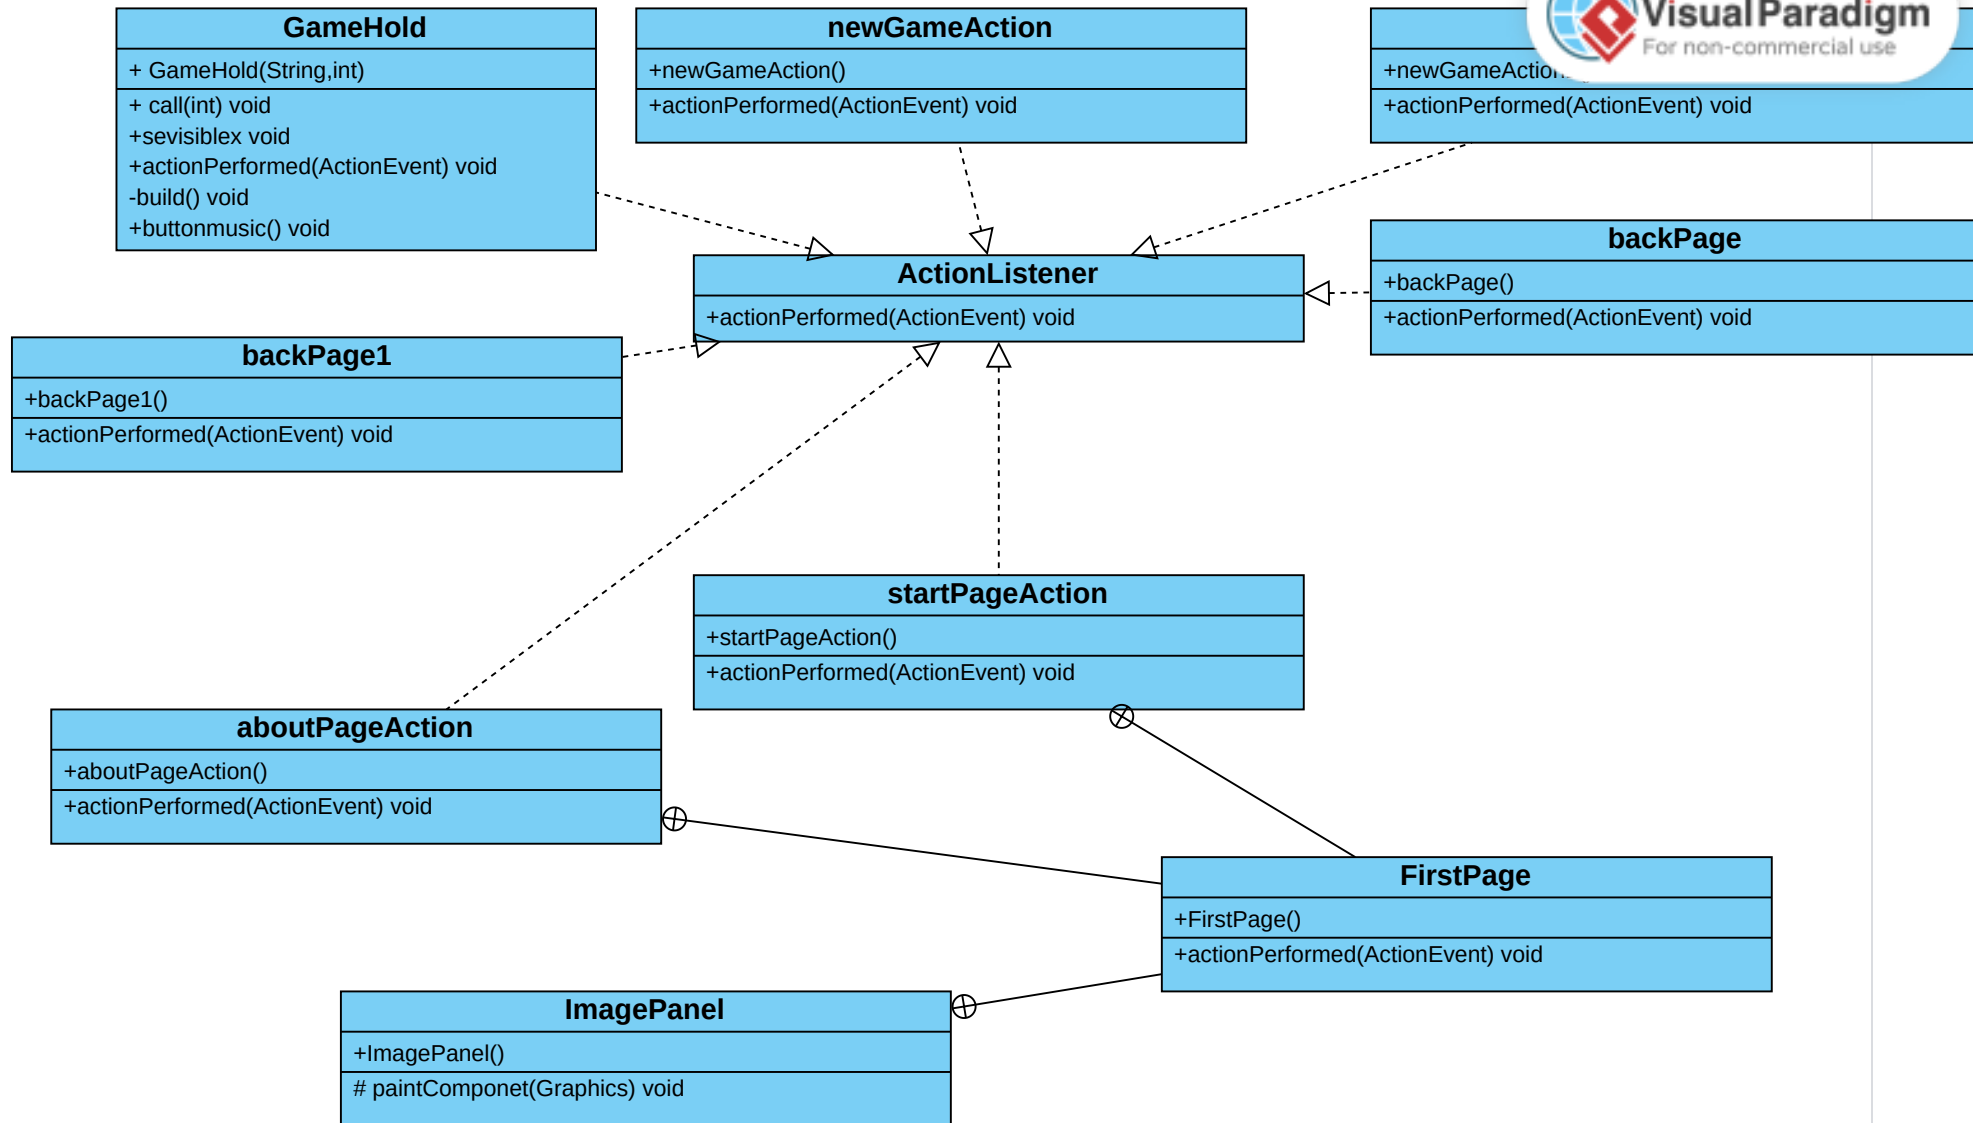 GameHold
+ GameHold(String,int)
+ call(int) void
+sevisiblex void
+actionPerformed(ActionEvent) void
-build() void
+buttonmusic() void
newGameAction
+newGameAction()
+actionPerformed(ActionEvent) void
Visual Paradigm
For non-commercial use
+actionPerformed(ActionEvent) void
backPage
+backPage()
+actionPerformed(ActionEvent) void
ActionListener
+actionPerformed(ActionEvent) void
backPage1
+backPage1()
+actionPerformed(ActionEvent) void
startPageAction
+startPageAction()
+actionPerformed(ActionEvent) void
aboutPageAction
+aboutPageAction()
+actionPerformed(ActionEvent) void
FirstPage
+FirstPage()
+actionPerformed(ActionEvent) void
ImagePanel
+ImagePanel()
# paintComponet(Graphics) void